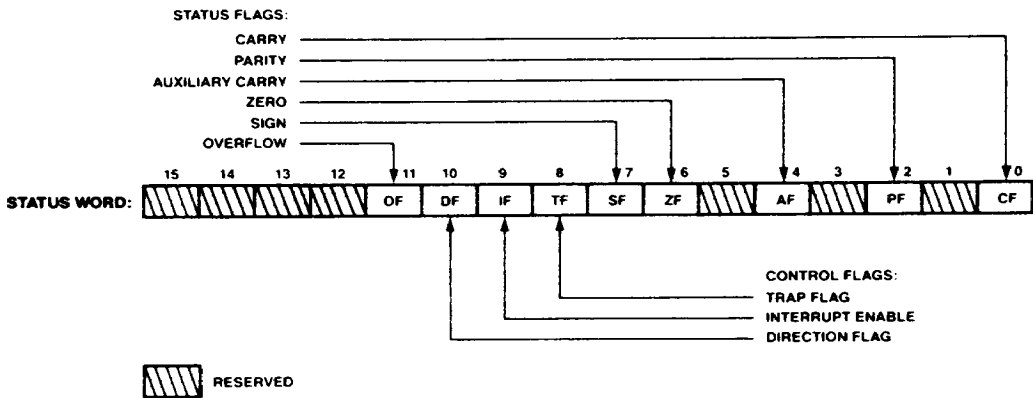 STATUS FLAGS:
CARRY
PARITY
AUXILIARY CARRY
ZERO
SIGN
OVERFLOW
15 14 13 12 11 10 9 8 7 6 5 4 3 2 1 0
STATUS WORD: OF DF IF TF SF ZF AF PF CF
CONTROL FLAGS:
TRAP FLAG
INTERRUPT ENABLE
DIRECTION FLAG
RESERVED